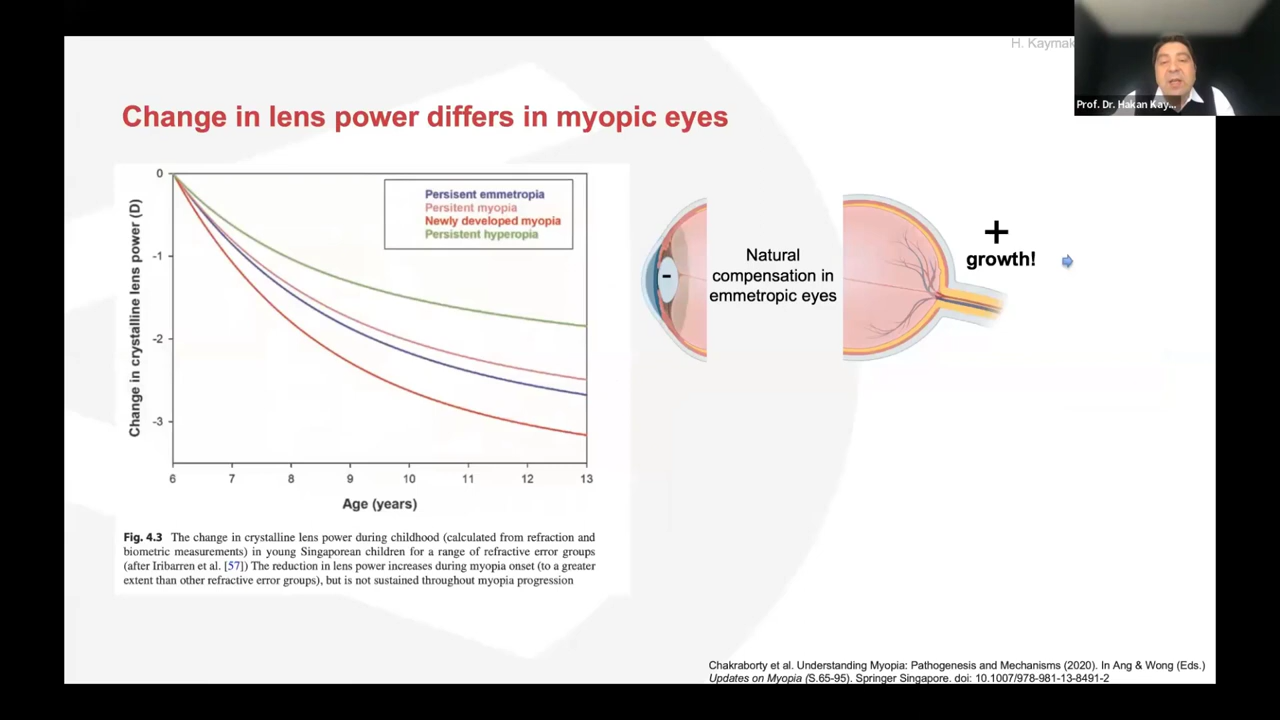 H. Kaymak
Prof. Dr. Hakan Kay...
Change in lens power differs in myopic eyes
Change in crystalline lens power (D)
0
-1
-2
-3
6 7 8 9 10 11 12 13
Age (years)
Persisent emmetropia
Persitent myopia
Newly developed myopia
Persistent hyperopia
-
Natural
compensation in
emmetropic eyes
+
growth!
Fig. 4.3 The change in crystalline lens power during childhood (calculated from refraction and
biometric measurements) in young Singaporean children for a range of refractive error groups
(after Iribarren et al. [57]) The reduction in lens power increases during myopia onset (to a greater
extent than other refractive error groups), but is not sustained throughout myopia progression
Chakraborty et al. Understanding Myopia: Pathogenesis and Mechanisms (2020). In Ang & Wong (Eds.)
Updates on Myopia (S.65-95). Springer Singapore. doi: 10.1007/978-981-13-8491-2